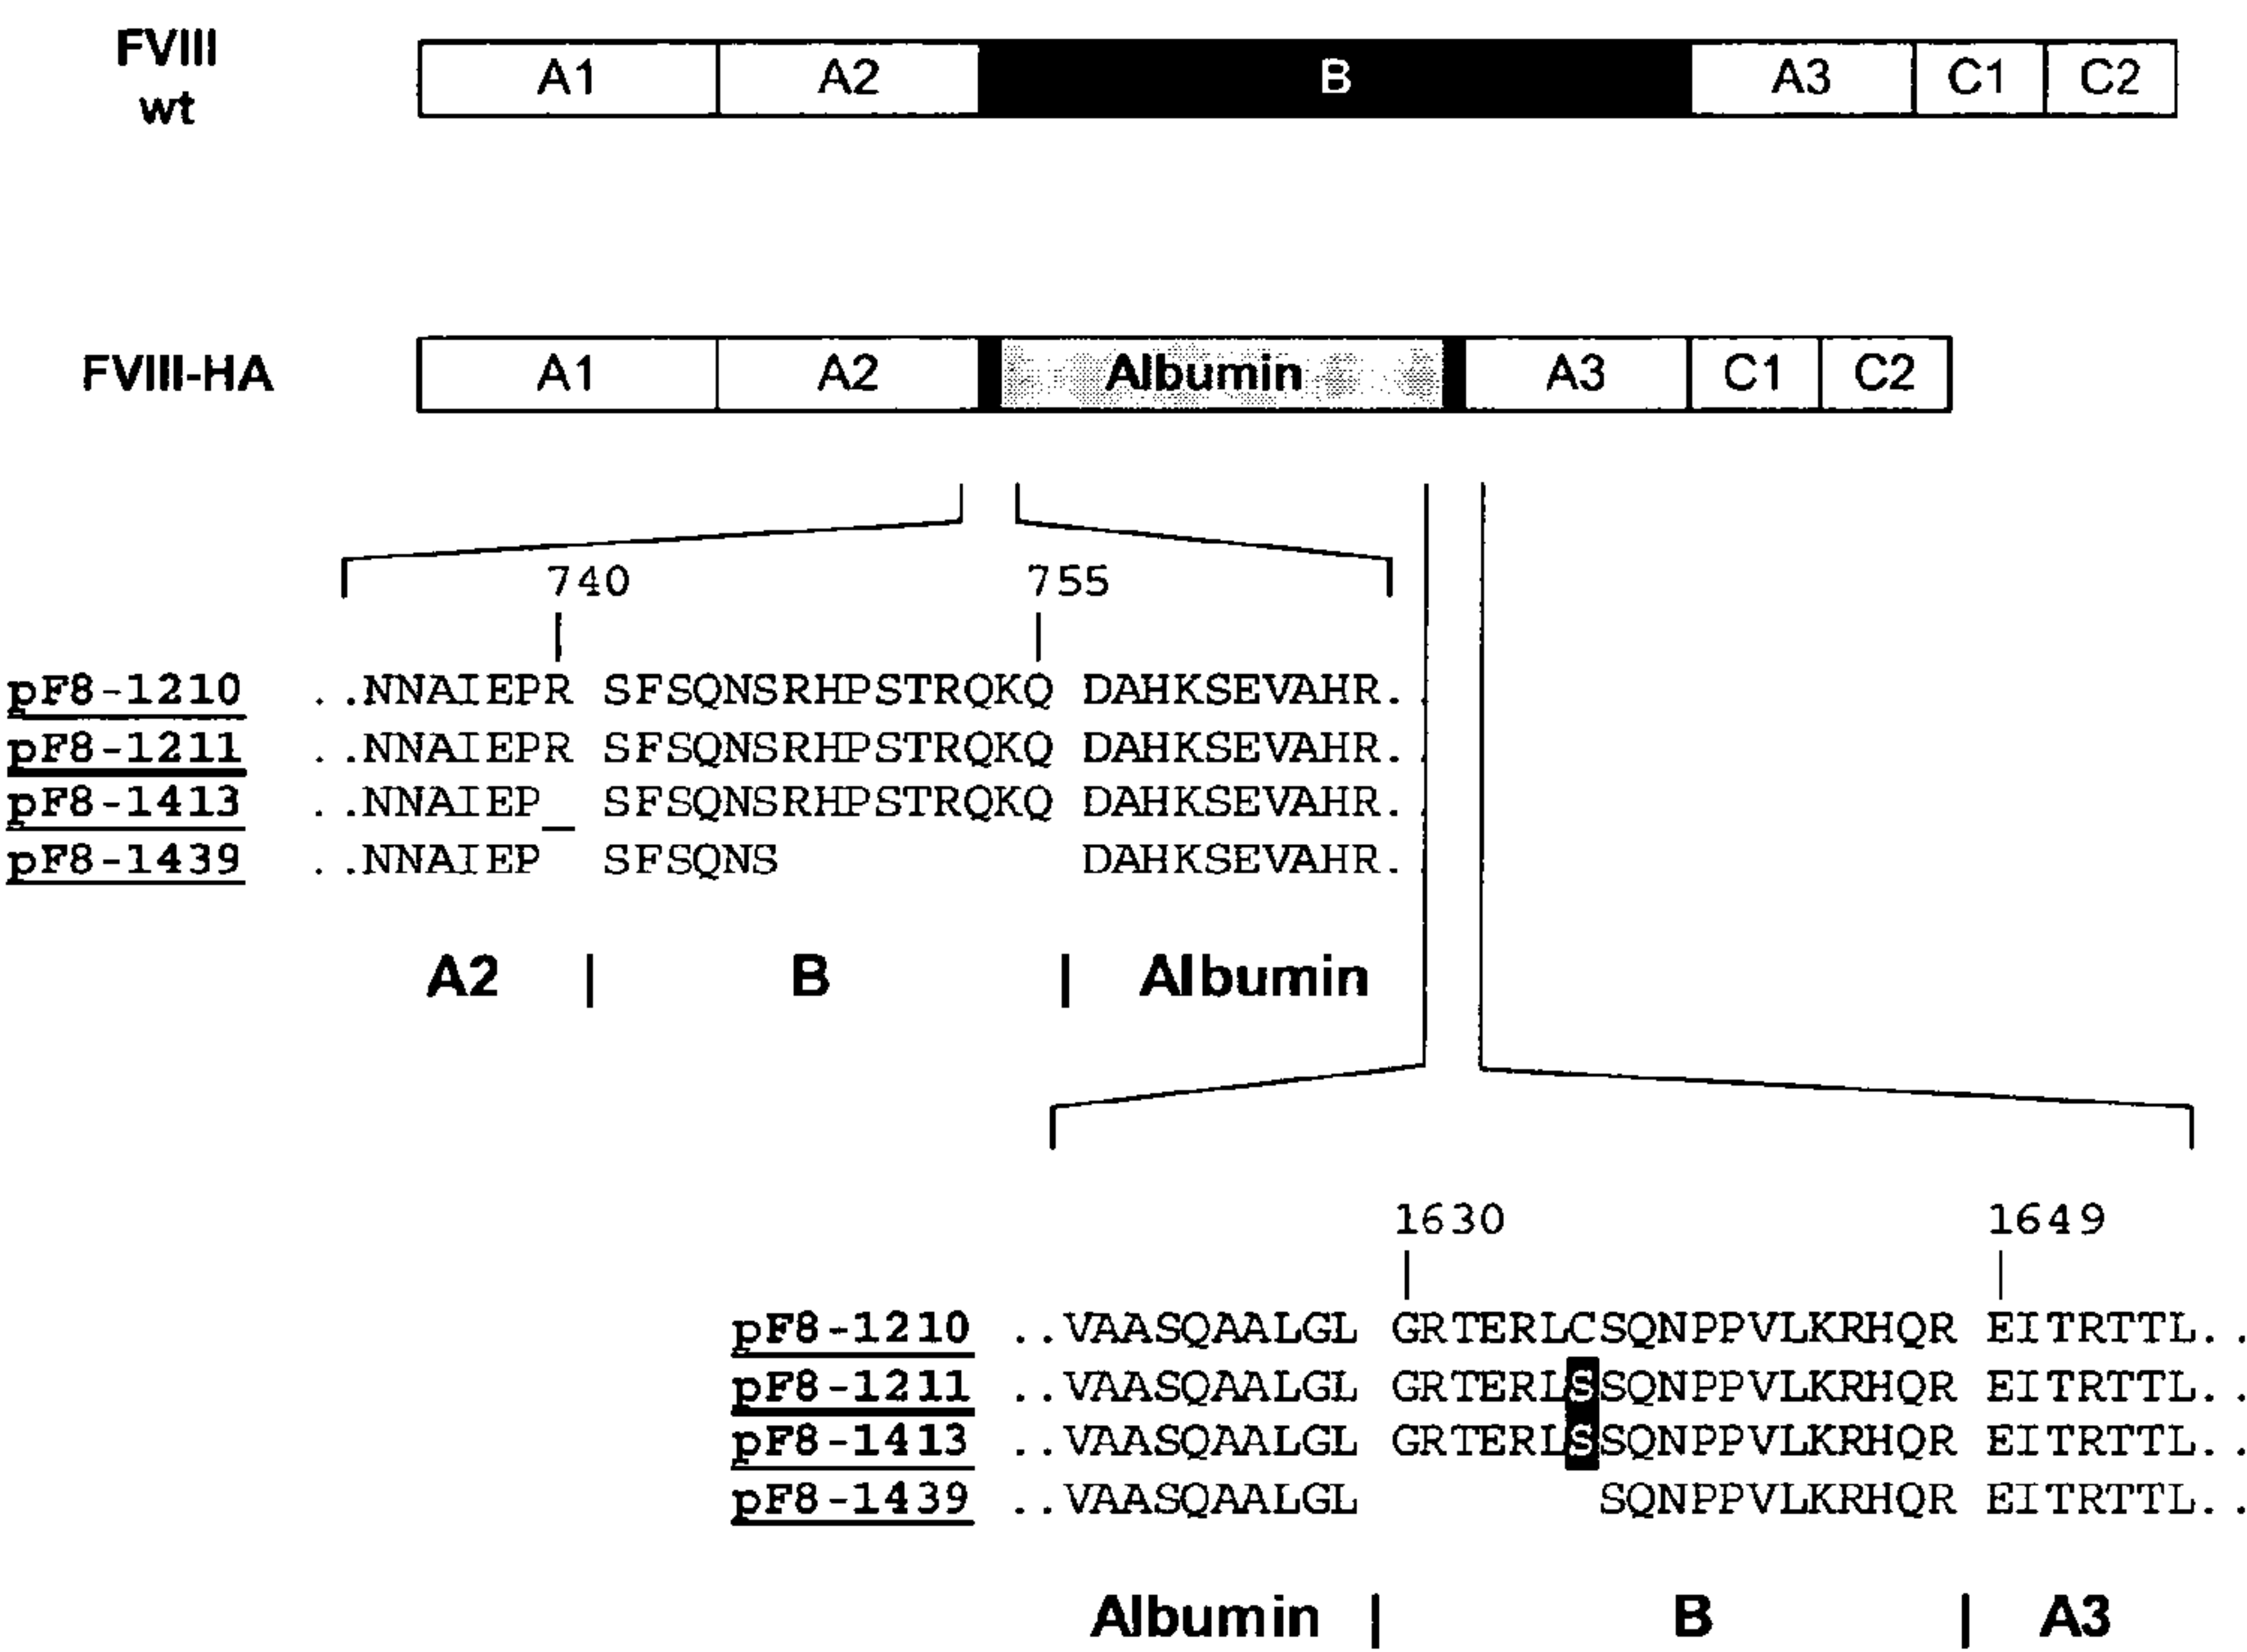 FVIII
wt
A1 A2 B A3 C1 C2
FVIII-HA A1 A2 Albumin A3 C1 C2
740 755
pF8-1210 ..NNAIEPR SFSQNSRHPSTRQKQ DAHKSEVAHR..
pF8-1211 ..NNAIEPR SFSQNSRHPSTRQKQ DAHKSEVAHR..
pF8-1413 ..NNAIEP_ SFSQNSRHPSTRQKQ DAHKSEVAHR..
pF8-1439 ..NNAIEP SFSQNS DAHKSEVAHR..
A2 | B | Albumin
1630 1649
pF8-1210 ..VAASQAALGL GRTERLCSQNPPVLKRHQR EITRTTL..
pF8-1211 ..VAASQAALGL GRTERLSSQNPPVLKRHQR EITRTTL..
pF8-1413 ..VAASQAALGL GRTERLSSQNPPVLKRHQR EITRTTL..
pF8-1439 ..VAASQAALGL SQNPPVLKRHQR EITRTTL..
Albumin | B | A3